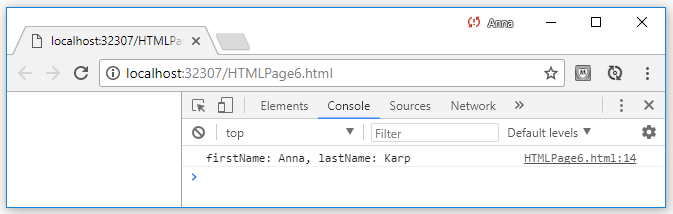 Anna
localhost:32307/HTMLPa
localhost:32307/HTMLPage6.html
Elements Console Sources Network »
top Filter Default levels
firstName: Anna, lastName: Karp HTMLPage6.html:14